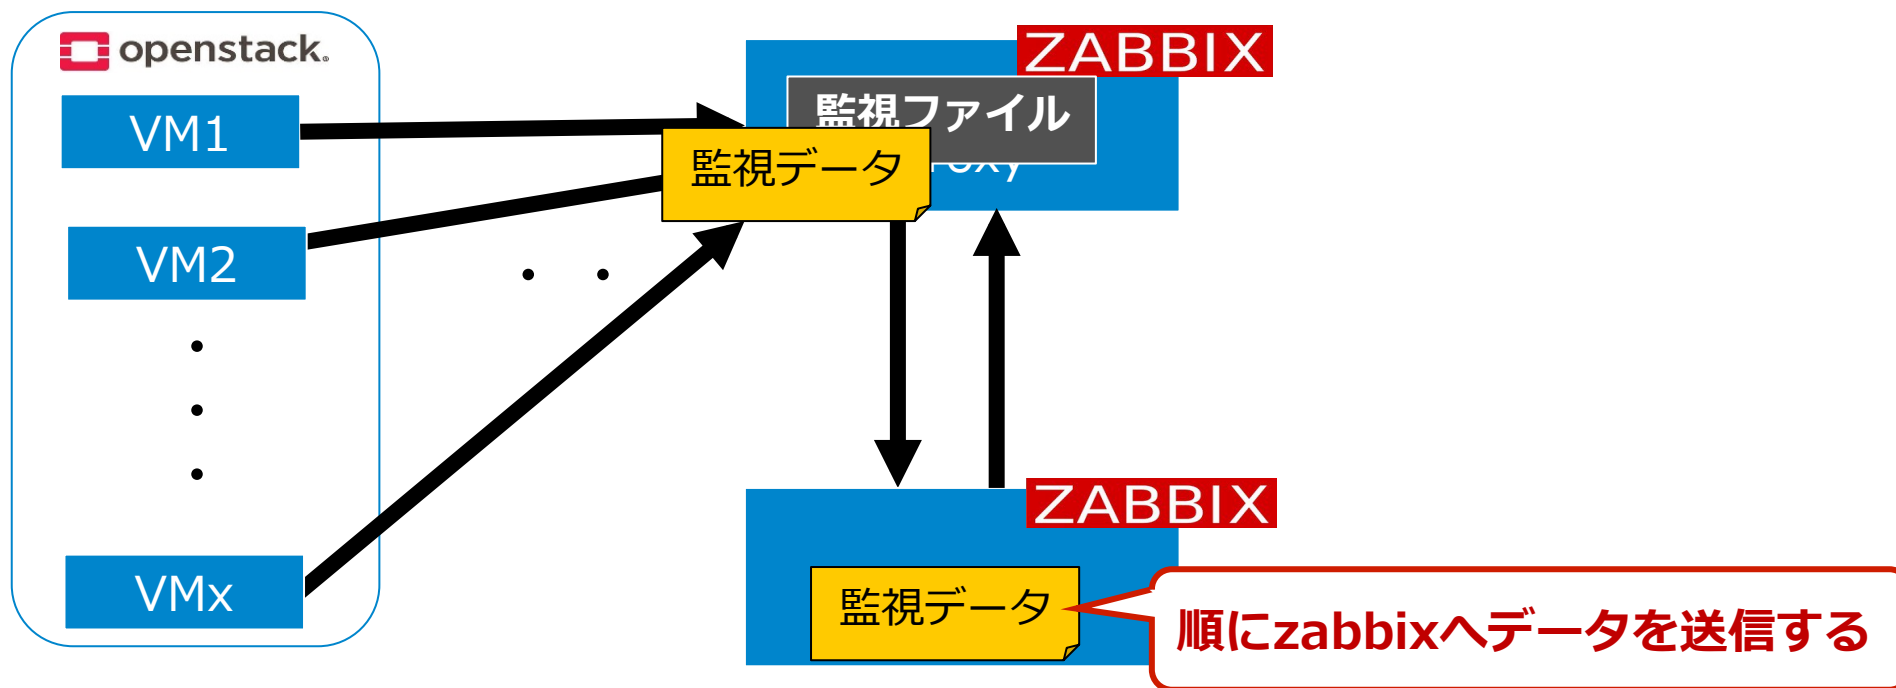 openstack.
ZABBIX
監視ファイル
VM1
監視データ
VM2
ZABBIX
VMx
監視データ
順にzabbixへデータを送信する